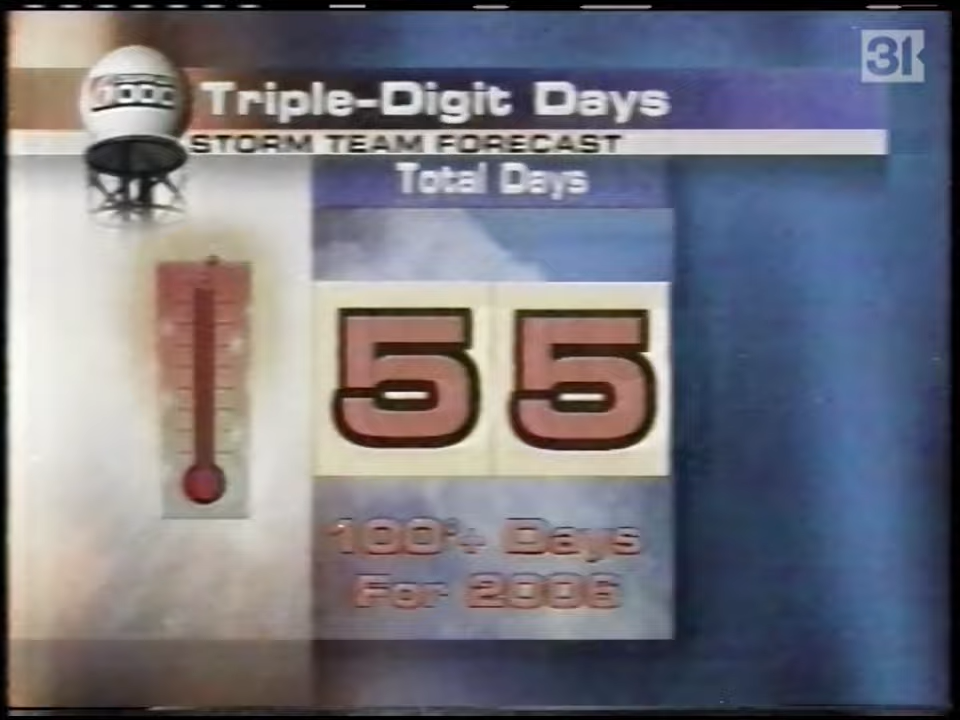 31
Triple-Digit Days
STORM TEAM FORECAST
Total Days
55
100°+ Days
For 2006